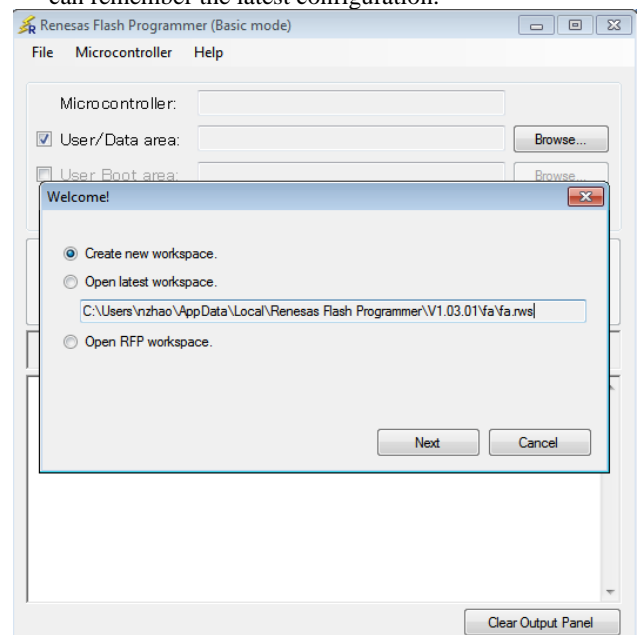 can remember the latest configuration.
Renesas Flash Programmer (Basic mode)
File Microcontroller Help
Microcontroller:
User/Data area:
Browse...
User Boot area:
Browse...
Welcome!
Create new workspace.
Open latest workspace.
C:\Users\nzhao\AppData\Local\Renesas Flash Programmer\V1.03.01\fa\fa.rws
Open RFP workspace.
Next
Cancel
Clear Output Panel